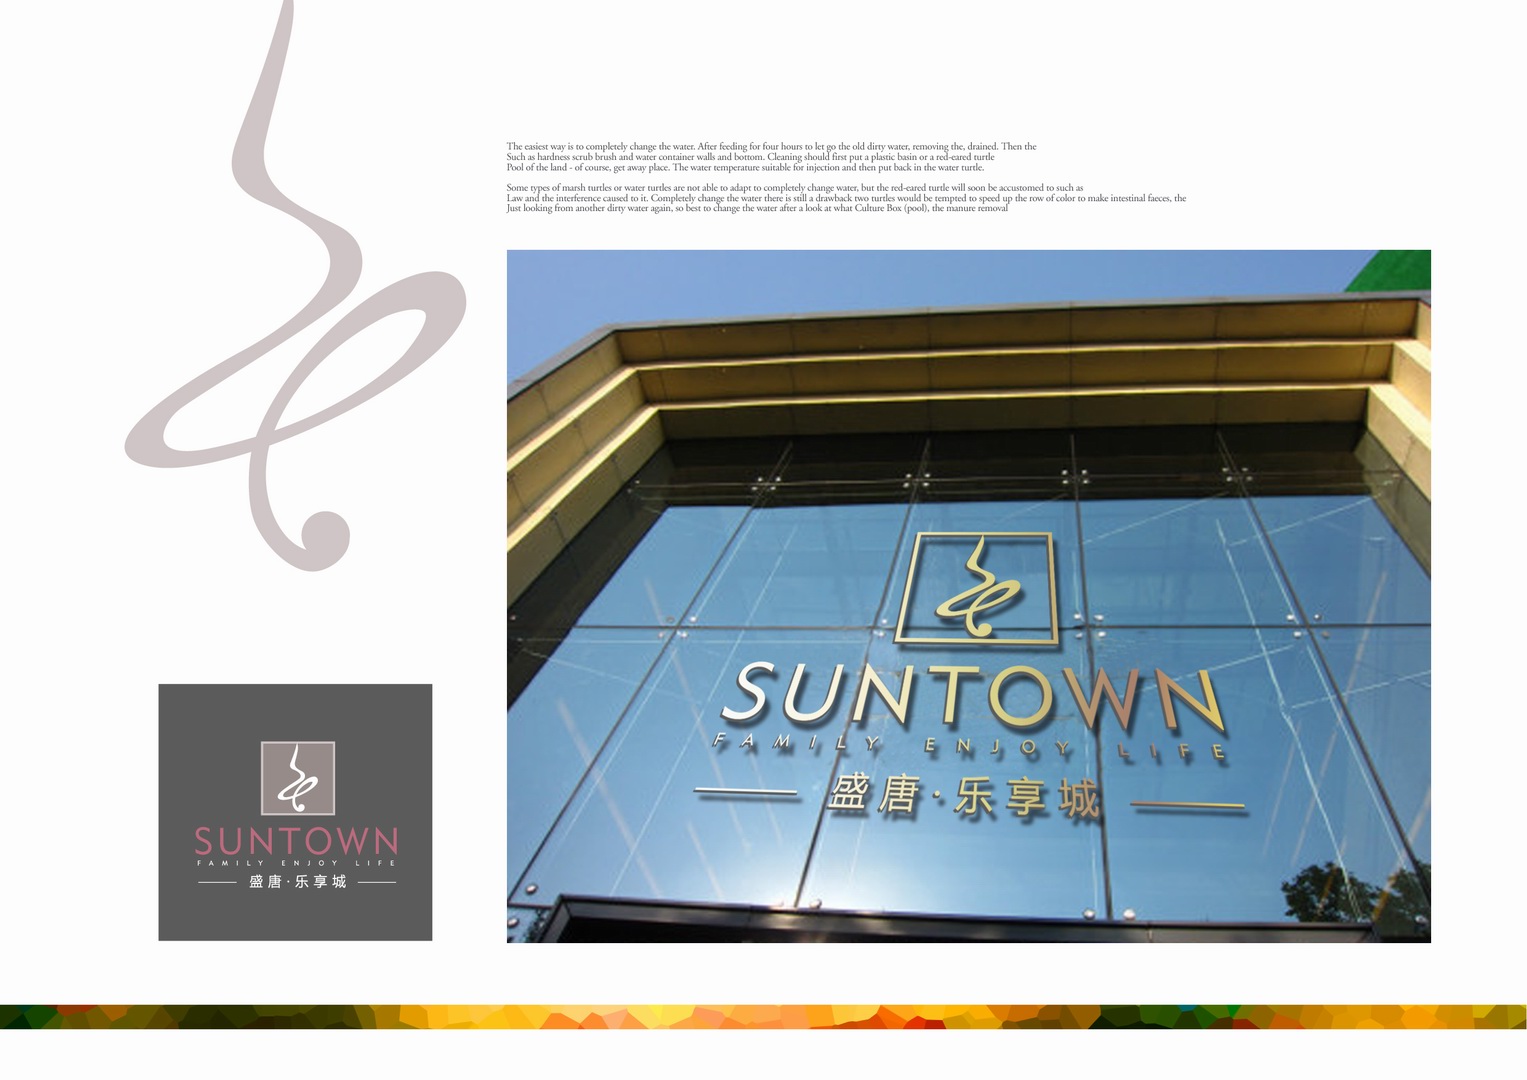 The easiest way is to completely change the water. After feeding for four hours to let go the old dirty water, removing the, drained. Then the
Such as hardness scrub brush and water container walls and bottom. Cleaning should first put a plastic basin or a red-eared turtle
Pool of the land - of course, get away place. The water temperature suitable for injection and then put back in the water turtle.
Some types of marsh turtles or water turtles are not able to adapt to completely change water, but the red-eared turtle will soon be accustomed to such as
Law and the interference caused to it. Completely change the water there is still a drawback two turtles would be tempted to speed up the row of color to make intestinal faeces, the
Just looking from another dirty water again, so best to change the water after a look at what Culture Box (pool), the manure removal
SUNTOWN
FAMILY ENJOY LIFE
盛唐·乐享城
SUNTOWN
FAMILY ENJOY LIFE
盛唐·乐享城